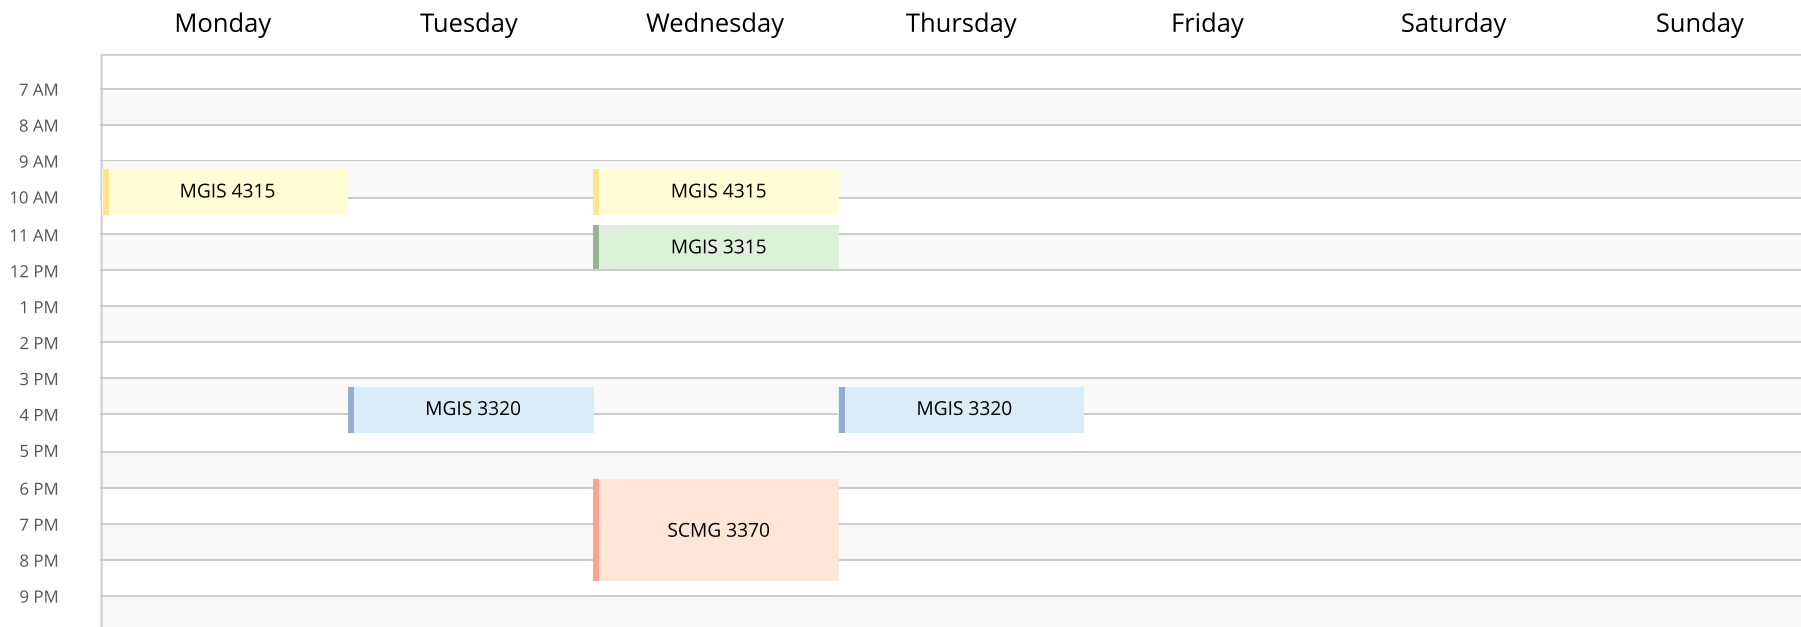 Monday Tuesday Wednesday Thursday Friday Saturday Sunday
7 AM
8 AM
9 AM
MGIS 4315 MGIS 4315
10 AM
11 AM
MGIS 3315
12 PM
1 PM
2 PM
3 PM
MGIS 3320 MGIS 3320
4 PM
5 PM
6 PM
7 PM
SCMG 3370
8 PM
9 PM